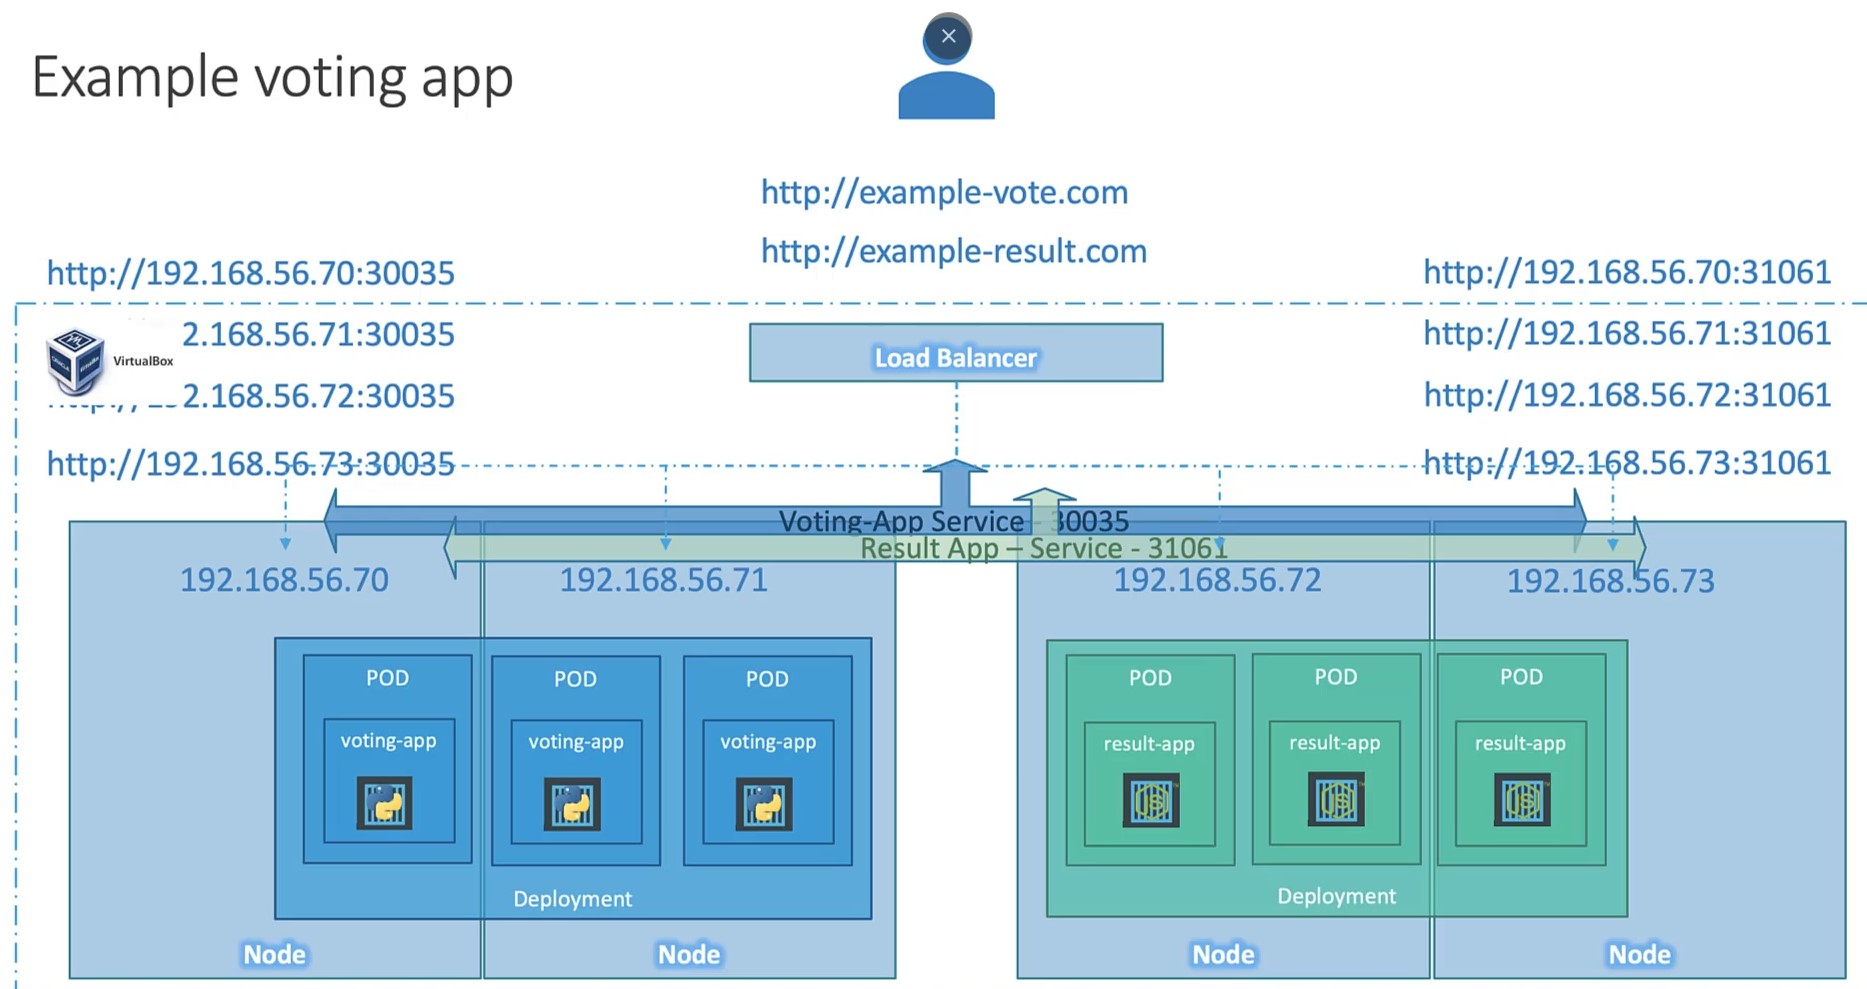 Example voting app
http://example-vote.com
http://example-result.com
http://192.168.56.70:30035
2.168.56.71:30035
2.168.56.72:30035
http://192.168.56.73:30035
VirtualBox
Load Balancer
http://192.168.56.70:31061
http://192.168.56.71:31061
http://192.168.56.72:31061
http://192.168.56.73:31061
Voting-App Service - 30035
Result App – Service - 31061
192.168.56.70
192.168.56.71
192.168.56.72
192.168.56.73
POD
voting-app
POD
voting-app
POD
voting-app
Deployment
POD
result-app
POD
result-app
POD
result-app
Deployment
Node
Node
Node
Node